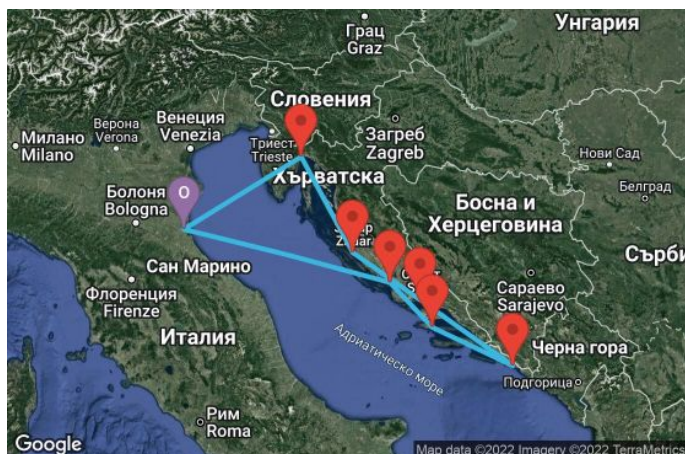 Грац
Graz
Унгария
Словения
Верона
Verona
Венеция
Venezia
Милано
Milano
Триест
Trieste
Загреб
Zagreb
Нови Сад
Хърватска
Белград
Болоня
Bologna
О
Босна и
Херцеговина
Сърби
Сан Марино
Флоренция
Firenze
Сараево
Sarajevo
Италия
Адриатическо море
Черна гора
Подгорица
Рим
Roma
Google
Map data ©2022 Imagery ©2022 TerraMetrics